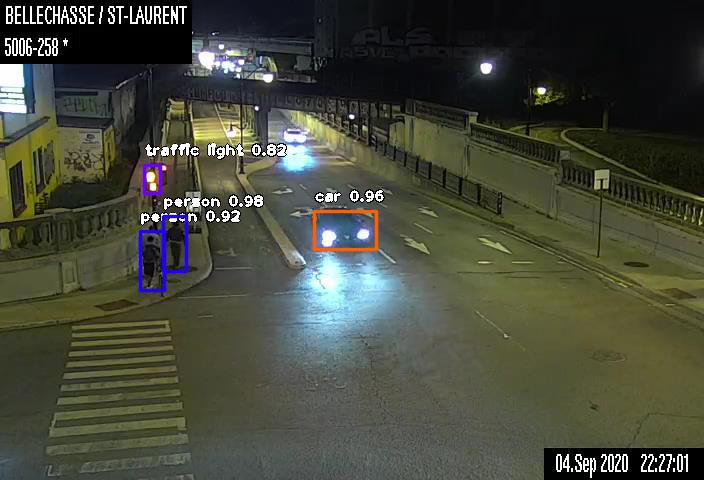 BELLECHASSE / ST-LAURENT
5006-258 *
traffic light 0.82
person 0.98
person 0.92
car 0.96
04.Sep 2020 22:27:01